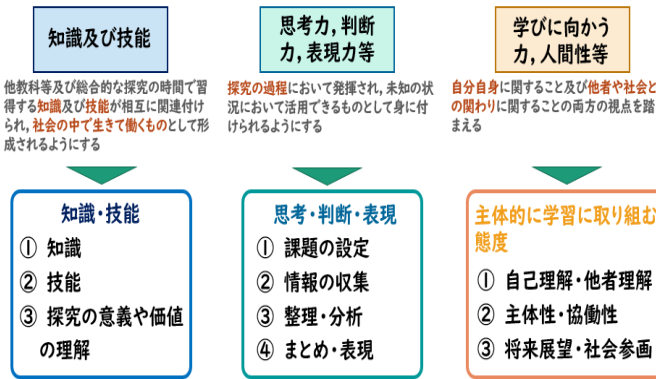 知識及び技能
他教科等及び総合的な探究の時間で習
得する知識及び技能が相互に関連付け
られ，社会の中で生きて働くものとして形
成されるようにする
知識・技能
① 知識
② 技能
③ 探究の意義や価値
の理解
思考力，判断
力，表現力等
探究の過程において発揮され，未知の状
況において活用できるものとして身に付
けられるようにする
思考・判断・表現
① 課題の設定
② 情報の収集
③ 整理・分析
④ まとめ・表現
学びに向かう
力，人間性等
自分自身に関すること及び他者や社会と
の関わりに関することの両方の視点を踏
まえる
主体的に学習に取り組む
態度
① 自己理解・他者理解
② 主体性・協働性
③ 将来展望・社会参画